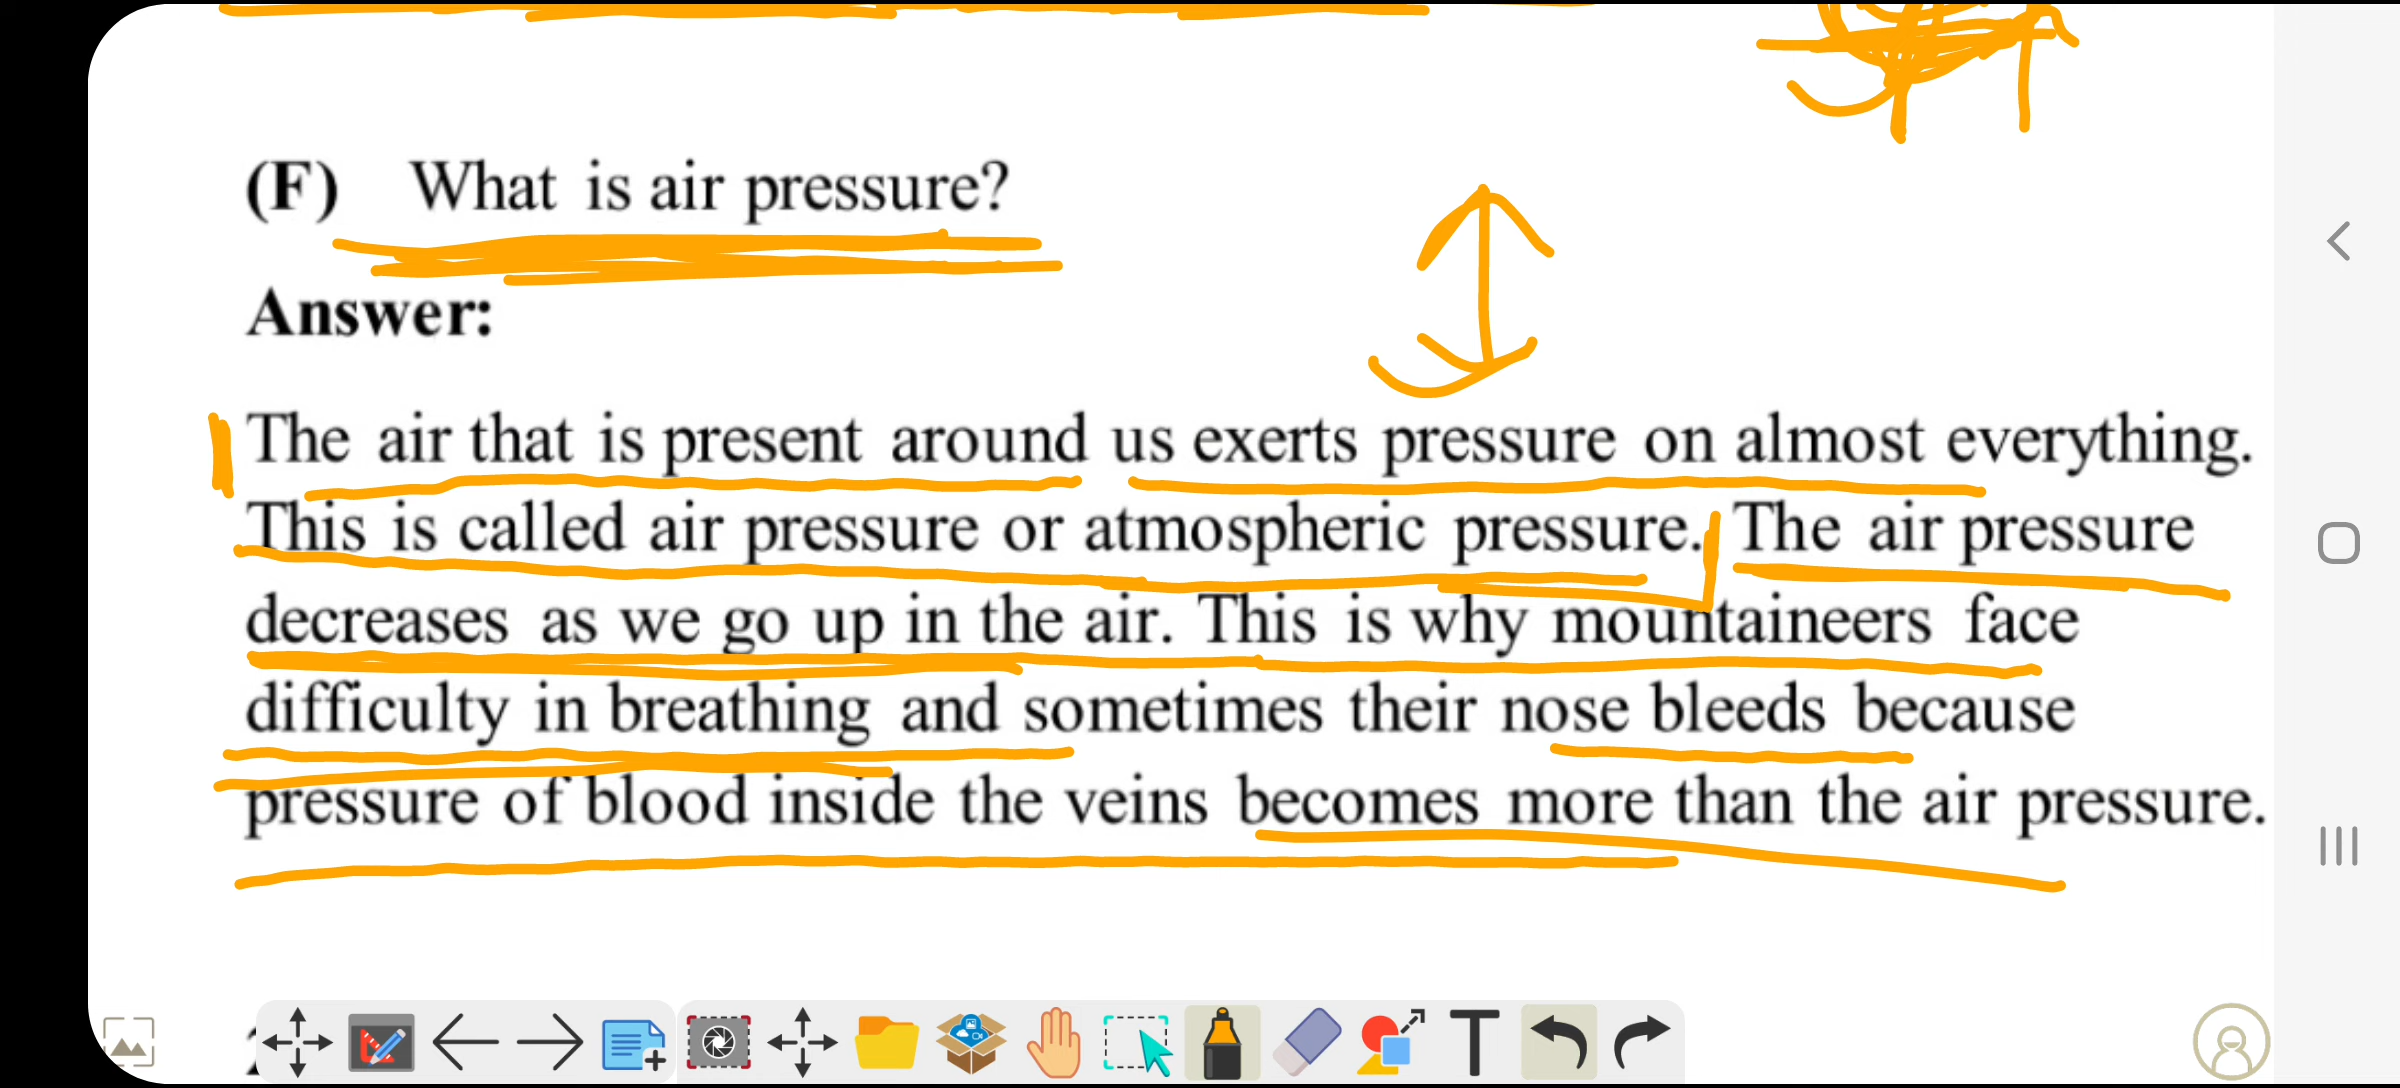 (F) What is air pressure?
Answer:
The air that is present around us exerts pressure on almost everything.
This is called air pressure or atmospheric pressure. The air pressure
decreases as we go up in the air. This is why mountaineers face
difficulty in breathing and sometimes their nose bleeds because
pressure of blood inside the veins becomes more than the air pressure.